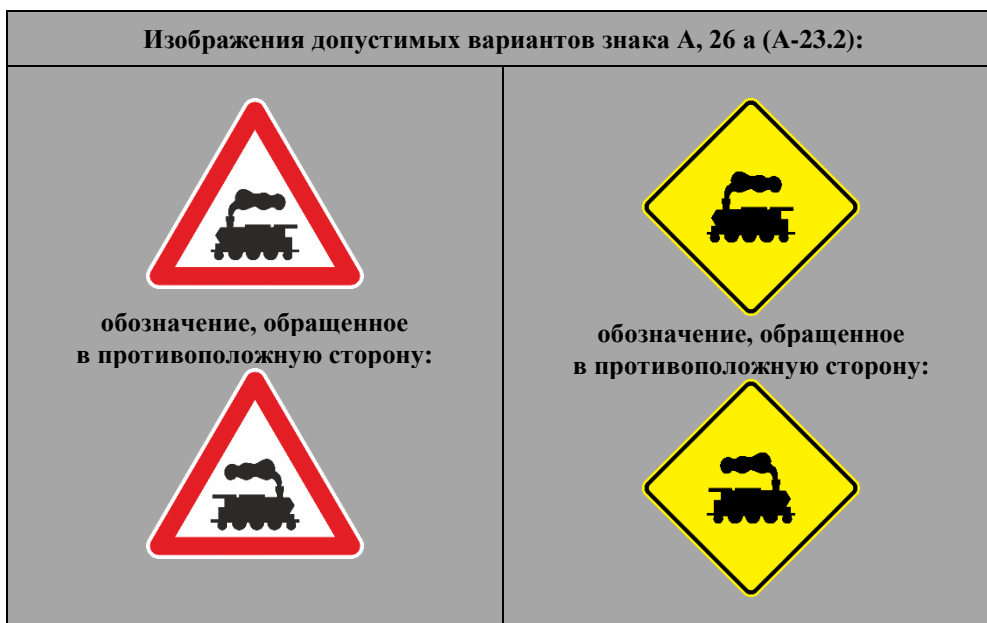 Изображения допустимых вариантов знака A, 26 a (A-23.2):
обозначение, обращенное
в противоположную сторону:
обозначение, обращенное
в противоположную сторону: